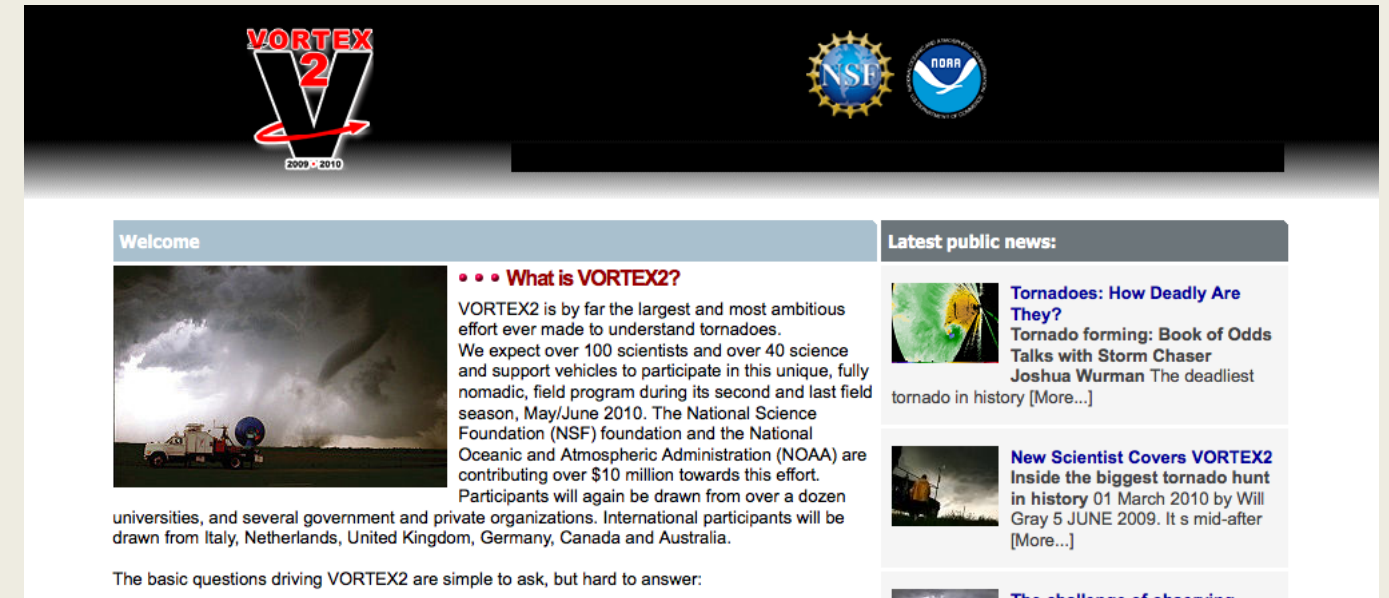 VORTEX
2
2009 • 2010
NSF
NOAA
Welcome
What is VORTEX2?
VORTEX2 is by far the largest and most ambitious
effort ever made to understand tornadoes.
We expect over 100 scientists and over 40 science
and support vehicles to participate in this unique, fully
nomadic, field program during its second and last field
season, May/June 2010. The National Science
Foundation (NSF) foundation and the National
Oceanic and Atmospheric Administration (NOAA) are
contributing over $10 million towards this effort.
Participants will again be drawn from over a dozen
universities, and several government and private organizations. International participants will be
drawn from Italy, Netherlands, United Kingdom, Germany, Canada and Australia.
The basic questions driving VORTEX2 are simple to ask, but hard to answer:
Latest public news:
Tornadoes: How Deadly Are
They?
Tornado forming: Book of Odds
Talks with Storm Chaser
Joshua Wurman The deadliest
tornado in history [More...]
New Scientist Covers VORTEX2
Inside the biggest tornado hunt
in history 01 March 2010 by Will
Gray 5 JUNE 2009. It s mid-after
[More...]
The challenge of observing